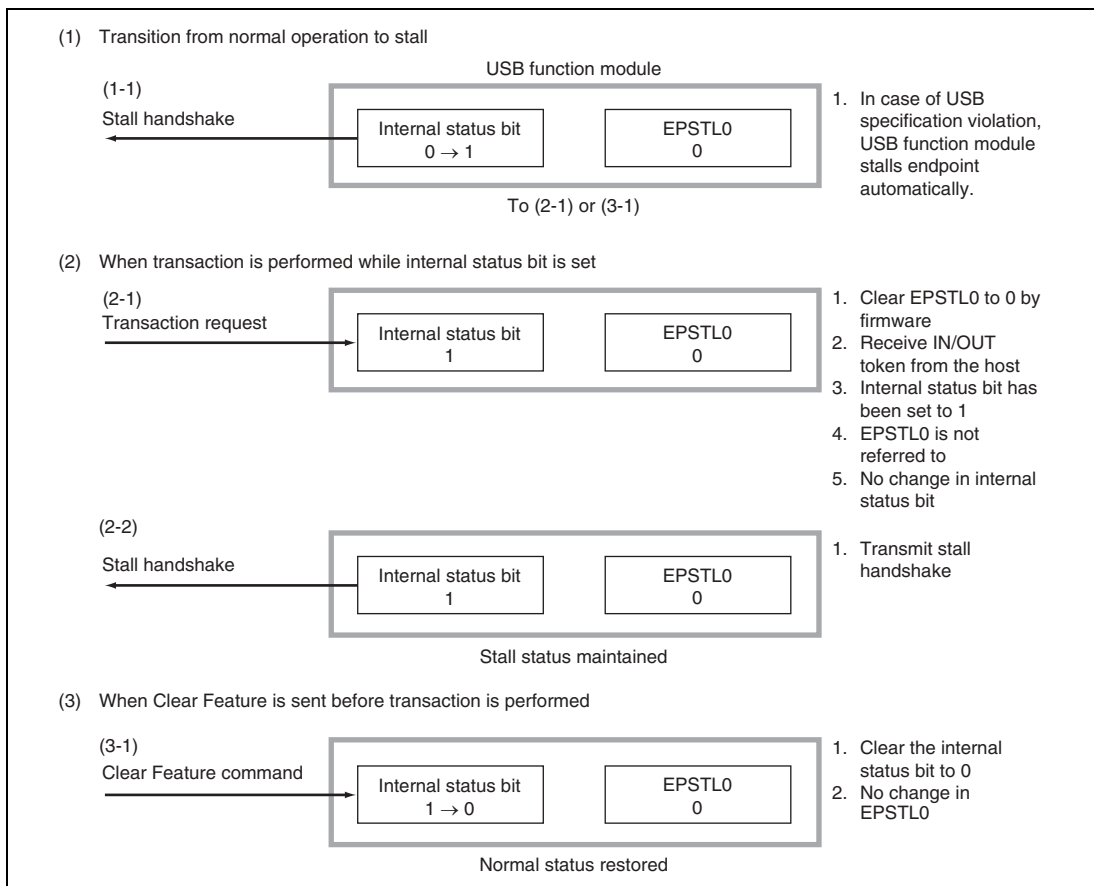 (1) Transition from normal operation to stall
USB function module
(1-1)
Stall handshake
Internal status bit
0 → 1
EPSTL0
0
1. In case of USB
specification violation,
USB function module
stalls endpoint
automatically.
To (2-1) or (3-1)
(2) When transaction is performed while internal status bit is set
(2-1)
Transaction request
Internal status bit
1
EPSTL0
0
1. Clear EPSTL0 to 0 by
firmware
2. Receive IN/OUT
token from the host
3. Internal status bit has
been set to 1
4. EPSTL0 is not
referred to
5. No change in internal
status bit
(2-2)
Stall handshake
Internal status bit
1
EPSTL0
0
1. Transmit stall
handshake
Stall status maintained
(3) When Clear Feature is sent before transaction is performed
(3-1)
Clear Feature command
Internal status bit
1 → 0
EPSTL0
0
1. Clear the internal
status bit to 0
2. No change in
EPSTL0
Normal status restored